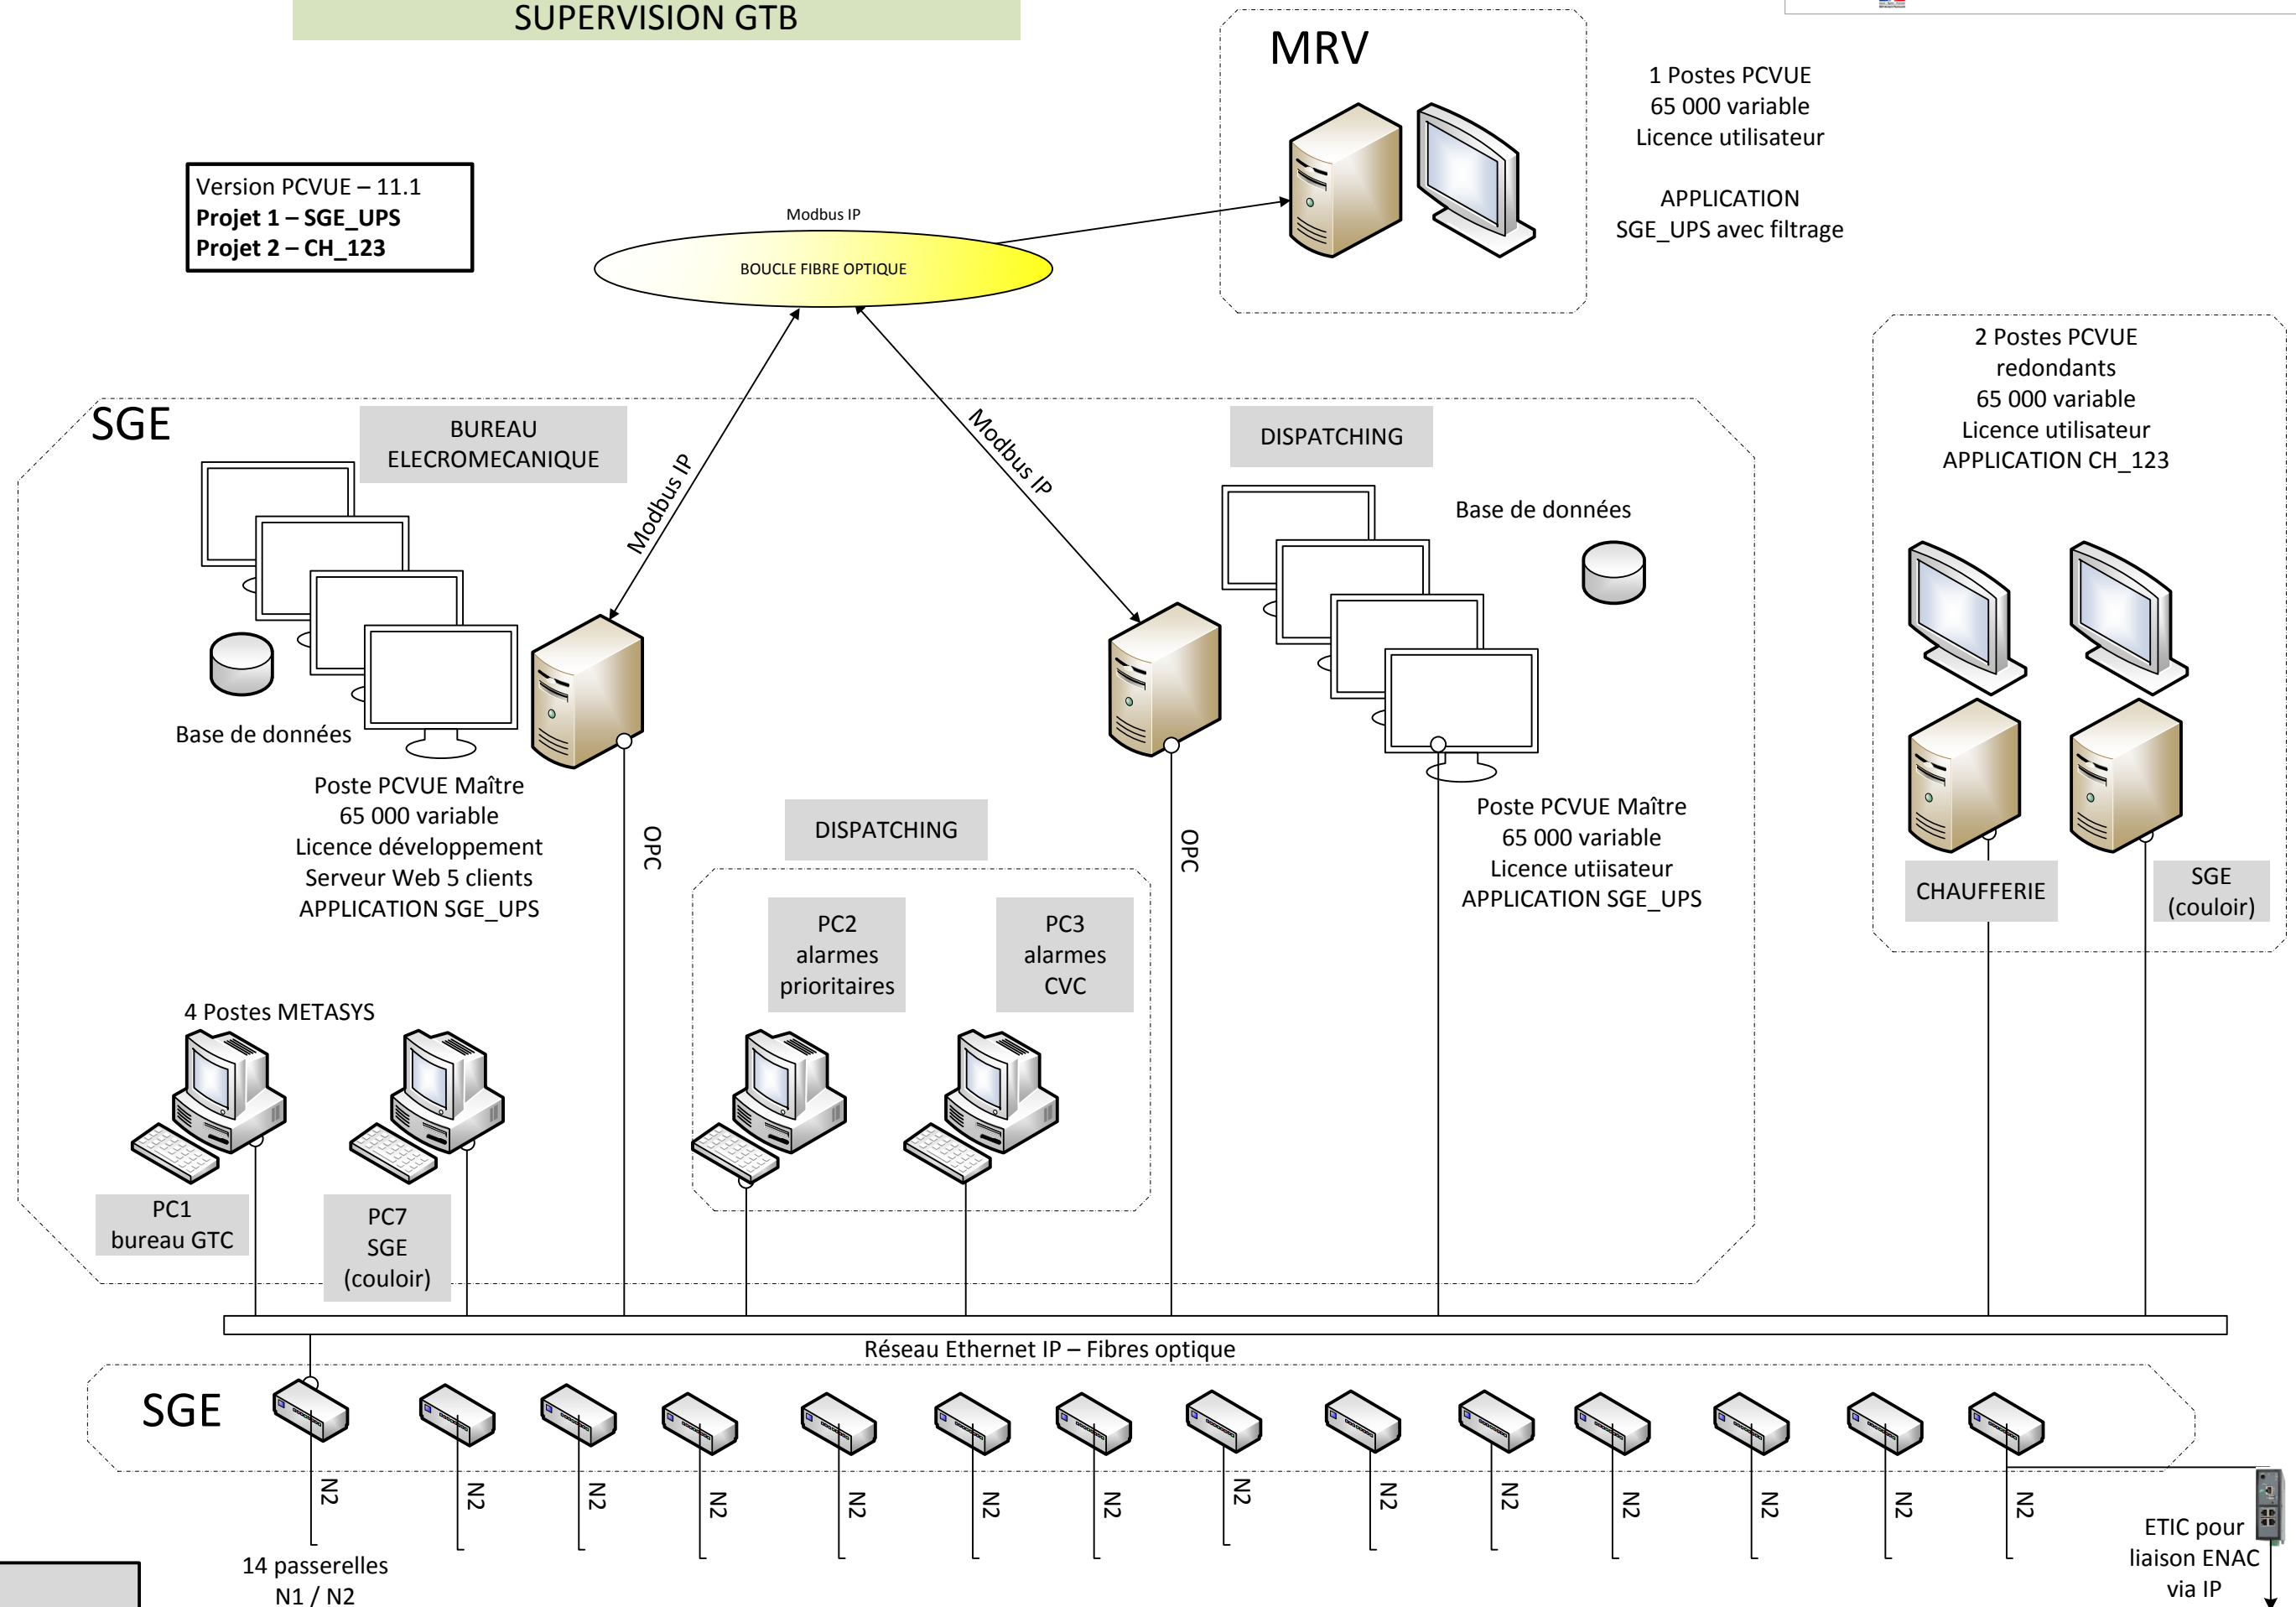 SUPERVISION GTB
MRV
1 Postes PCVUE
65 000 variable
Licence utilisateur
APPLICATION
SGE_UPS avec filtrage
Version PCVUE – 11.1
Projet 1 – SGE_UPS
Projet 2 – CH_123
Modbus IP
BOUCLE FIBRE OPTIQUE
2 Postes PCVUE
redondants
65 000 variable
Licence utilisateur
APPLICATION CH_123
SGE
BUREAU
ELECROMECANIQUE
Modbus IP
Modbus IP
DISPATCHING
Base de données
Base de données
Poste PCVUE Maître
65 000 variable
Licence développement
Serveur Web 5 clients
APPLICATION SGE_UPS
OPC
DISPATCHING
OPC
Poste PCVUE Maître
65 000 variable
Licence utiisateur
APPLICATION SGE_UPS
CHAUFFERIE
SGE
(couloir)
PC2
alarmes
prioritaires
PC3
alarmes
CVC
4 Postes METASYS
PC1
bureau GTC
PC7
SGE
(couloir)
Réseau Ethernet IP – Fibres optique
SGE
N2
N2
N2
N2
N2
N2
N2
N2
N2
N2
N2
N2
N2
N2
14 passerelles
N1 / N2
ETIC pour
liaison ENAC
via IP